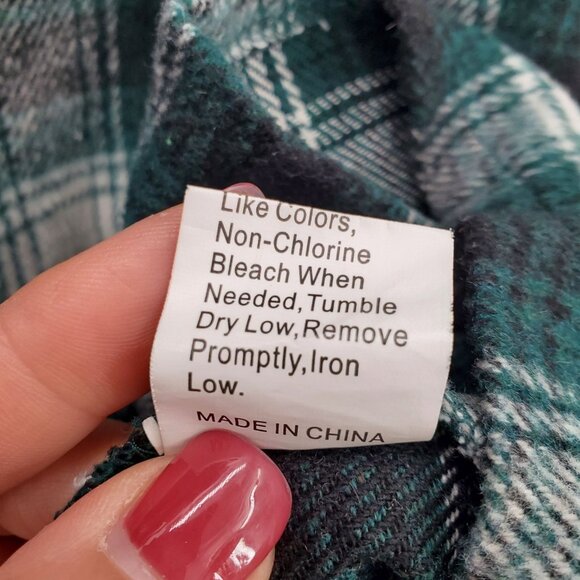 Like Colors,
Non-Chlorine
Bleach When
Needed,Tumble
Dry Low,Remove
Promptly,Iron
Low.
MADE IN CHINA